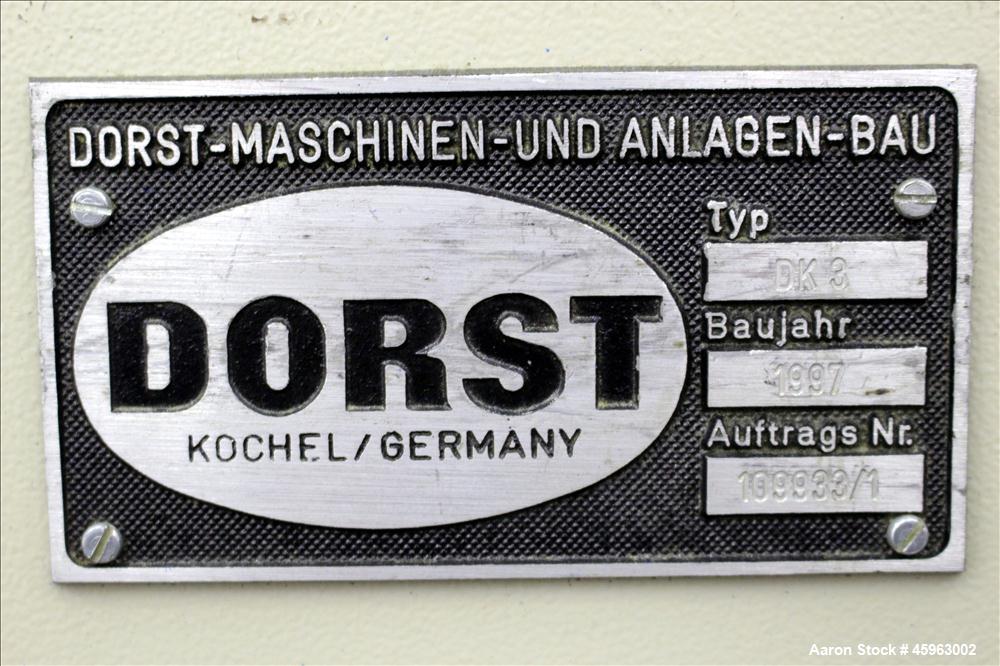 DORST-MASCHINEN-UND ANLAGEN-BAU
DORST
KOCHEL/GERMANY
Typ
DK 3
Baujahr
1997
Auftrags Nr.
109933/1
Aaron Stock # 45963002